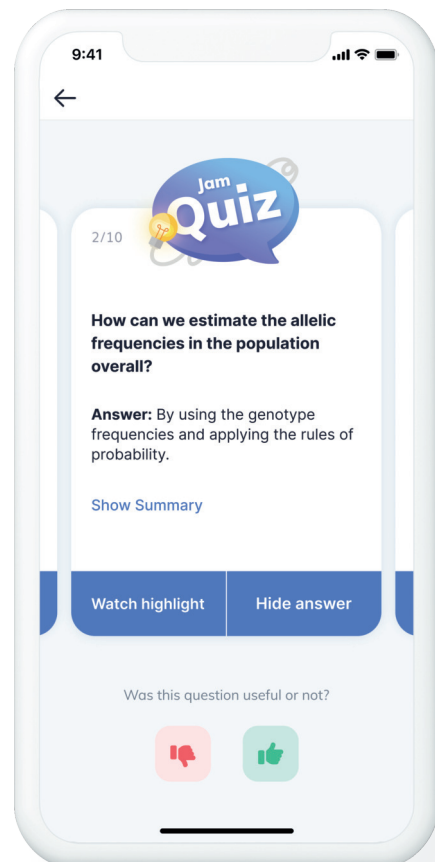 9:41
Jam
Quiz
2/10
How can we estimate the allelic
frequencies in the population
overall?
Answer: By using the genotype
frequencies and applying the rules of
probability.
Show Summary
Watch highlight
Hide answer
Was this question useful or not?